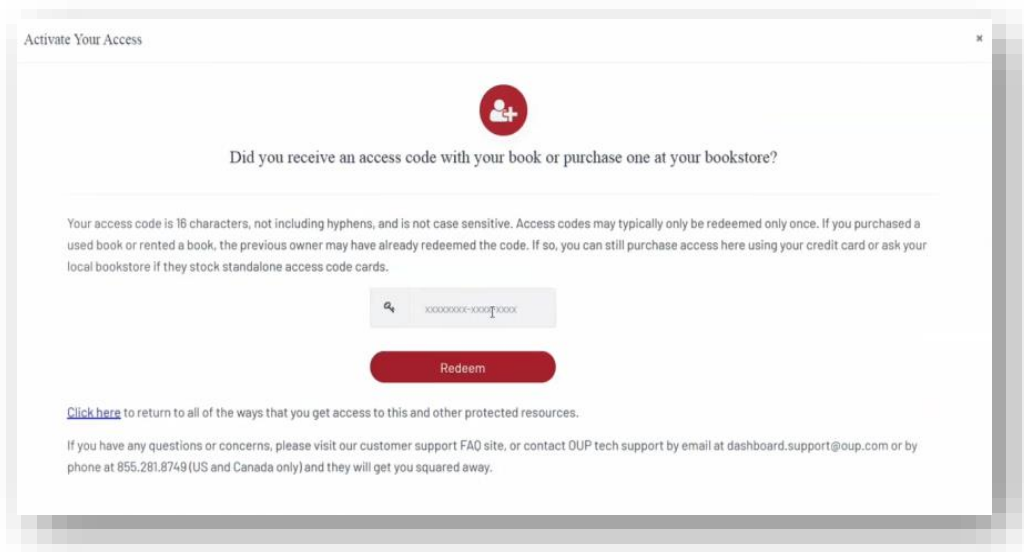 Activate Your Access
×
Did you receive an access code with your book or purchase one at your bookstore?
Your access code is 16 characters, not including hyphens, and is not case sensitive. Access codes may typically only be redeemed only once. If you purchased a
used book or rented a book, the previous owner may have already redeemed the code. If so, you can still purchase access here using your credit card or ask your
local bookstore if they stock standalone access code cards.
xxxxxxxx-xxxx-xxxx
Redeem
Click here to return to all of the ways that you get access to this and other protected resources.
If you have any questions or concerns, please visit our customer support FAQ site, or contact OUP tech support by email at dashboard.support@oup.com or by
phone at 855.281.8749 (US and Canada only) and they will get you squared away.